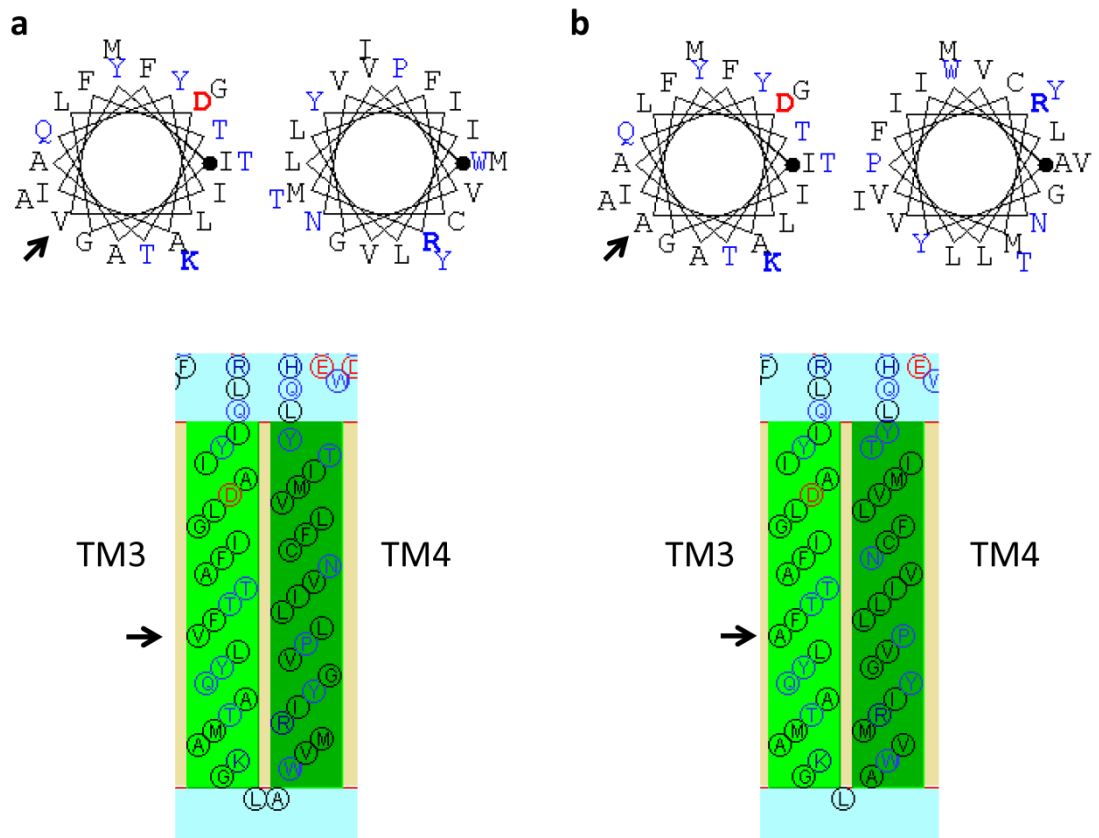 a
M
F Y F Y G
L D
Q T
A I T
A I I
V L
G A
A T K
I
V V P F
Y I
L I
L W M
T M V
N C
G R
V L Y
b
M
F Y F Y G
L D
Q T
A I T
A I I
A L
G A
A T K
M
I W V C Y
I R
F L
P A V
I V G
V N
Y M
L L T
F R H E D
L Q W
Q L
I Y I Y
G L D A V M I T
A F I C F L
V F T T L I V N
Q Y L V P L
A M T A R I Y G
G K W V M
L A
TM3
TM4
F R H E
L Q
Q L
I Y I T Y
G L D A L V M I
A F I N C F
A F T T L L I V
Q Y L G V P
A M T A M R I Y
G K A W V
L
TM3
TM4